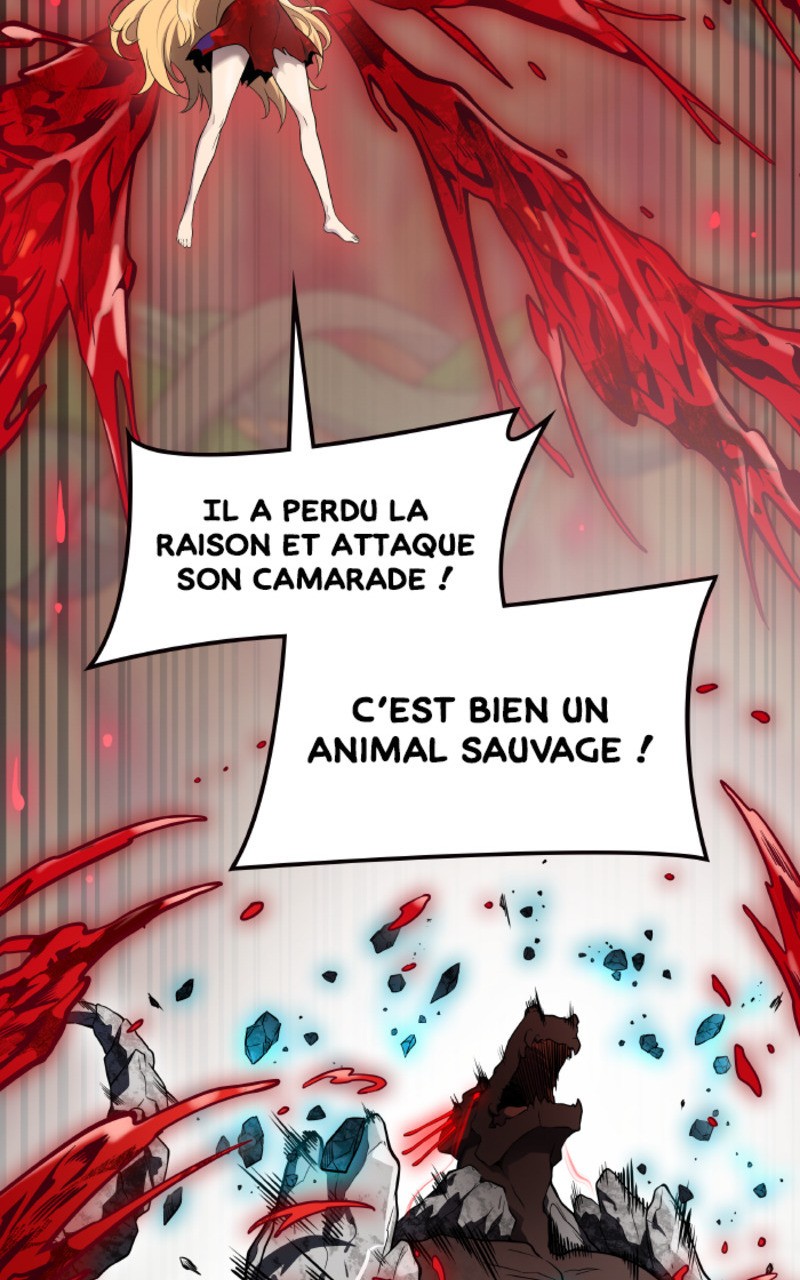 IL A PERDU LA
RAISON ET ATTAQUE
SON CAMARADE !
C'EST BIEN UN
ANIMAL SAUVAGE !